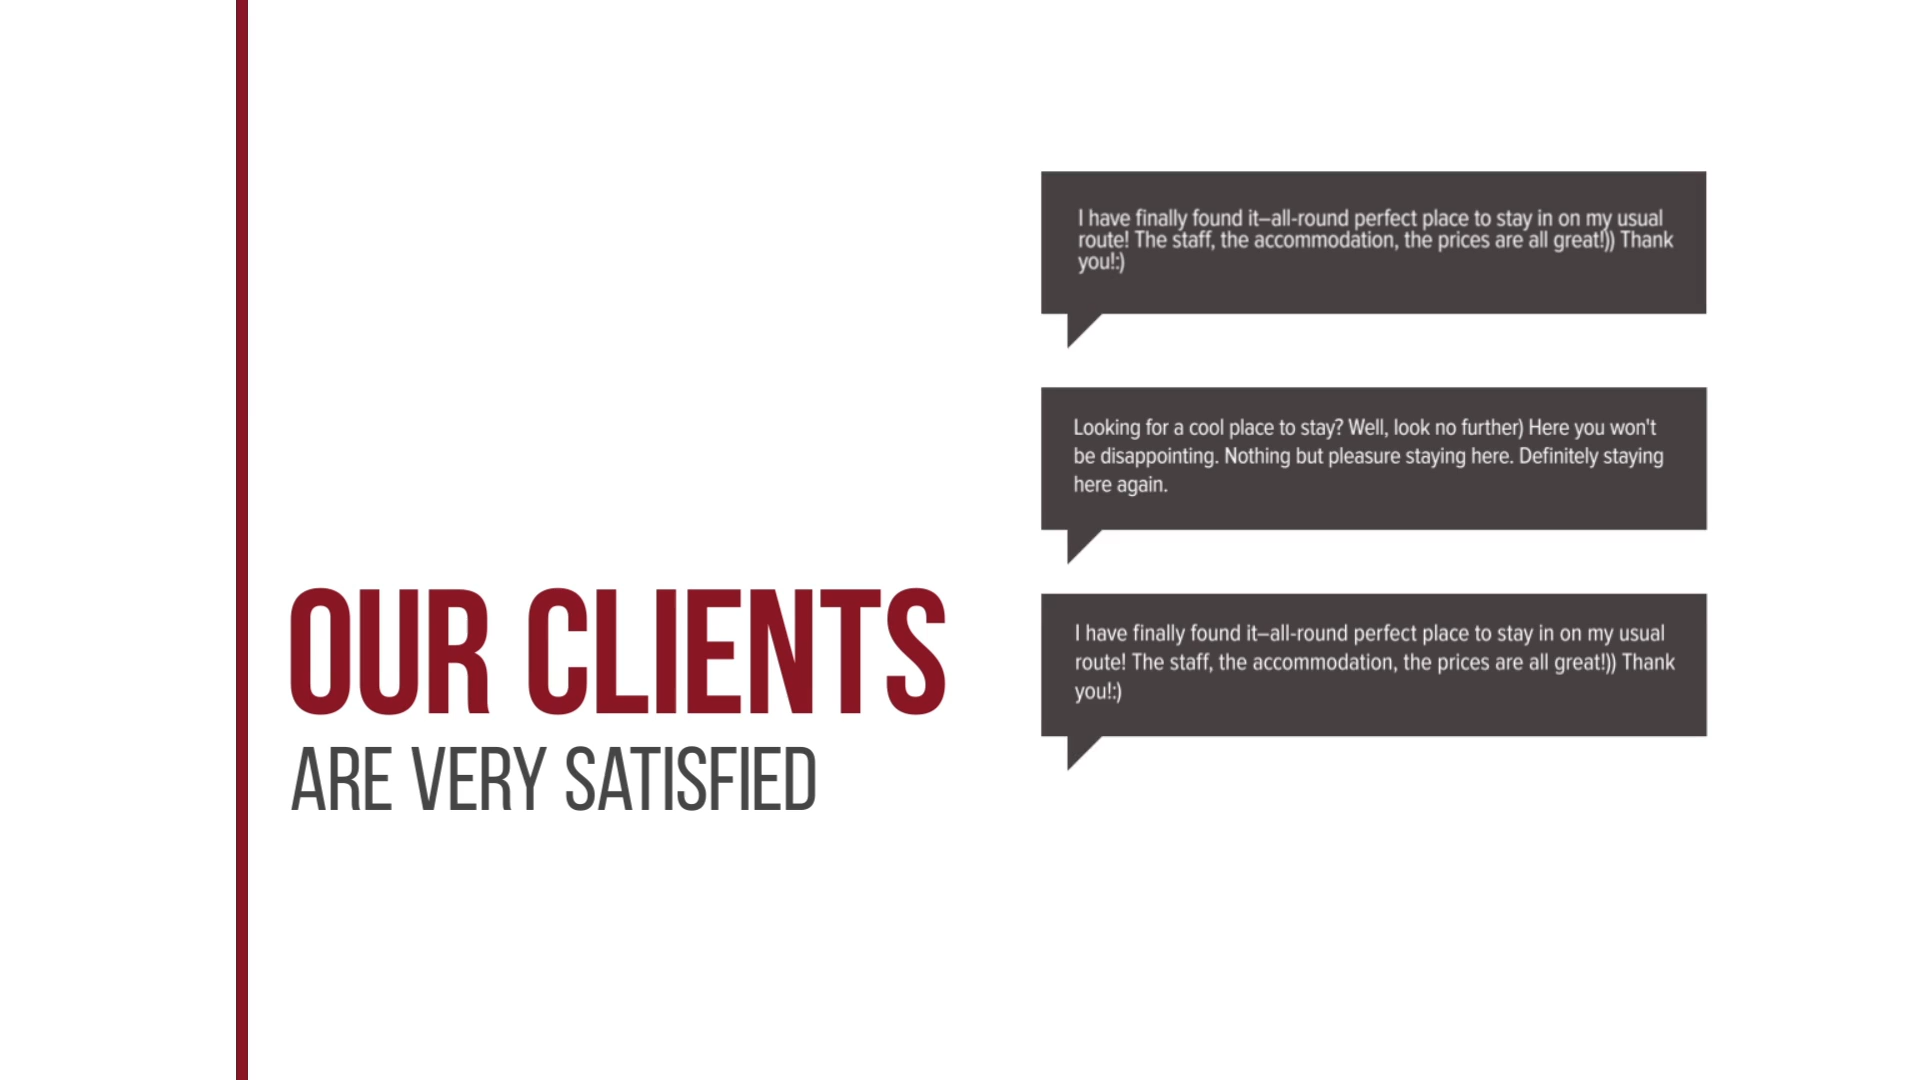 OUR CLIENTS
ARE VERY SATISFIED
I have finally found it–all-round perfect place to stay in on my usual
route! The staff, the accommodation, the prices are all great!)) Thank
you!:)
Looking for a cool place to stay? Well, look no further) Here you won't
be disappointing. Nothing but pleasure staying here. Definitely staying
here again.
I have finally found it–all-round perfect place to stay in on my usual
route! The staff, the accommodation, the prices are all great!)) Thank
you!:)